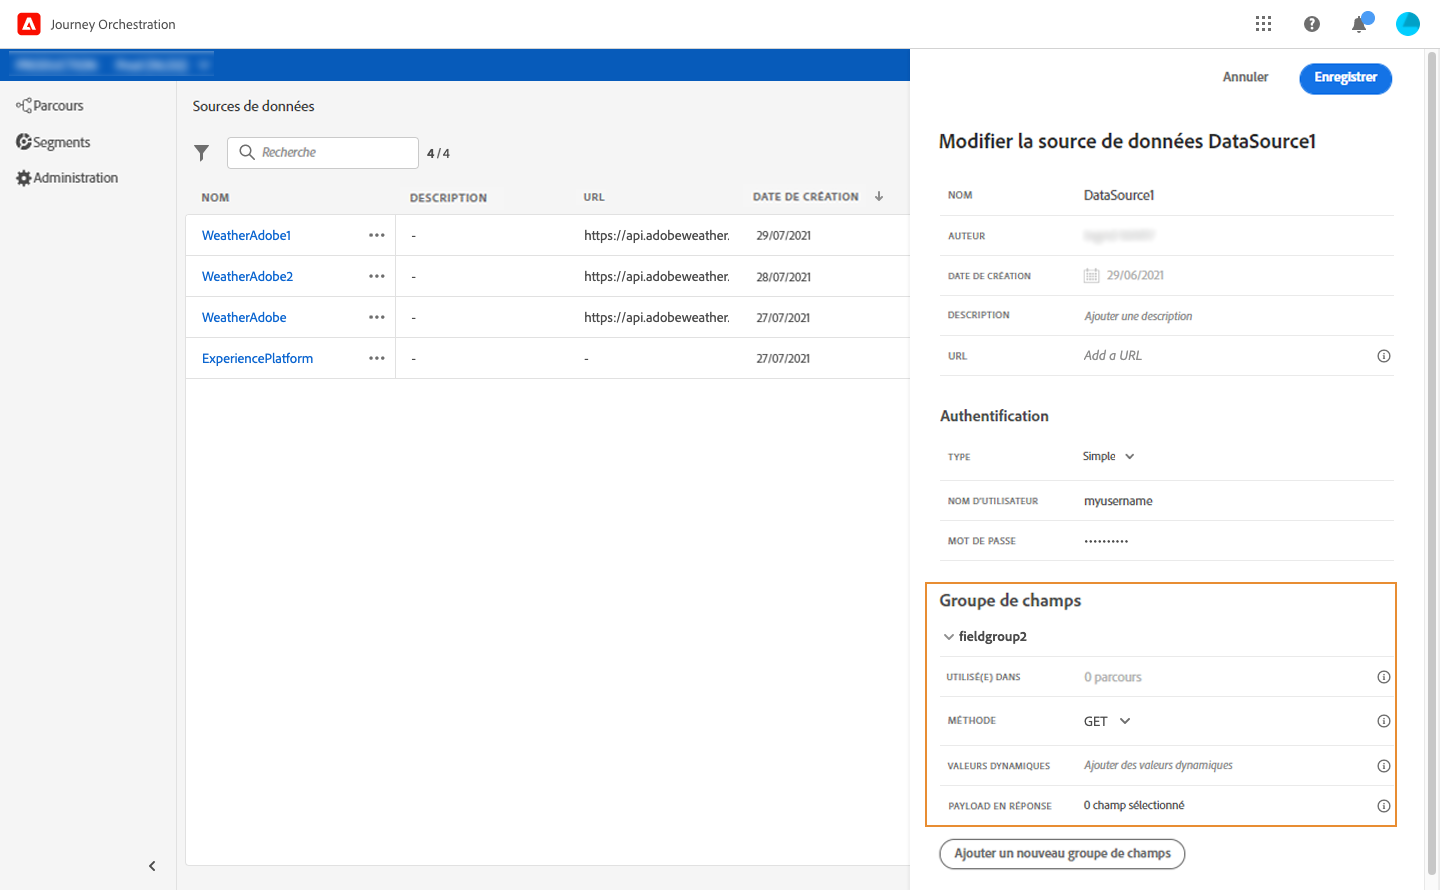 Journey Orchestration
Parcours
Segments
Administration
Sources de données
Recherche
4 / 4
NOM DESCRIPTION URL DATE DE CRÉATION
WeatherAdobe1 ••• - https://api.adobeweather. 29/07/2021
WeatherAdobe2 ••• - https://api.adobeweather. 28/07/2021
WeatherAdobe ••• - https://api.adobeweather. 27/07/2021
ExperiencePlatform ••• - - 27/07/2021
Annuler Enregistrer
Modifier la source de données DataSource1
NOM DataSource1
AUTEUR
DATE DE CRÉATION 29/06/2021
DESCRIPTION Ajouter une description
URL Add a URL
Authentification
TYPE Simple
NOM D'UTILISATEUR myusername
MOT DE PASSE ••••••••••
Groupe de champs
fieldgroup2
UTILISÉ(E) DANS 0 parcours
MÉTHODE GET
VALEURS DYNAMIQUES Ajouter des valeurs dynamiques
PAYLOAD EN RÉPONSE 0 champ sélectionné
Ajouter un nouveau groupe de champs